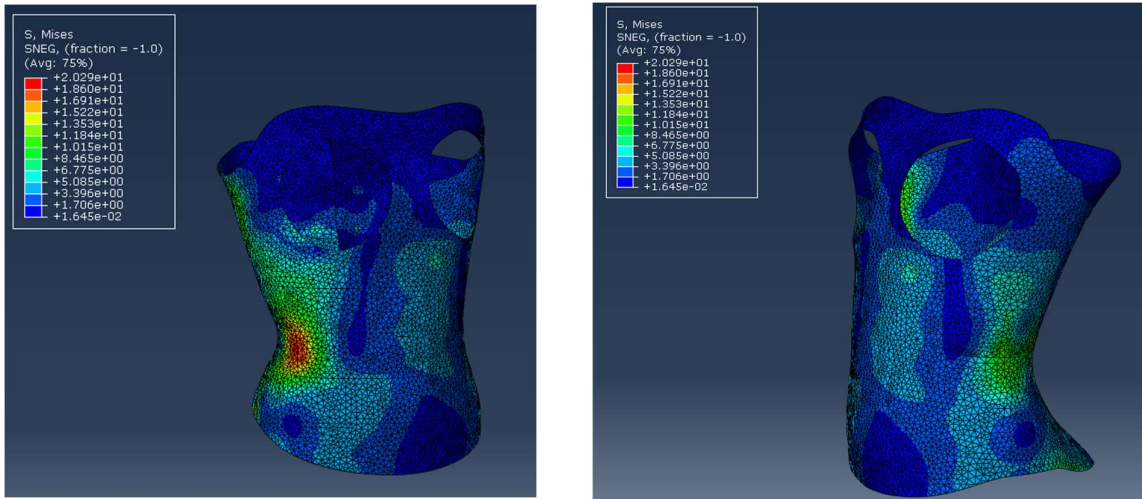 S, Mises
SNEG, (fraction = -1.0)
(Avg: 75%)
+2.029e+01
+1.860e+01
+1.691e+01
+1.522e+01
+1.353e+01
+1.184e+01
+1.015e+01
+8.465e+00
+6.775e+00
+5.085e+00
+3.396e+00
+1.706e+00
+1.645e-02
S, Mises
SNEG, (fraction = -1.0)
(Avg: 75%)
+2.029e+01
+1.860e+01
+1.691e+01
+1.522e+01
+1.353e+01
+1.184e+01
+1.015e+01
+8.465e+00
+6.775e+00
+5.085e+00
+3.396e+00
+1.706e+00
+1.645e-02